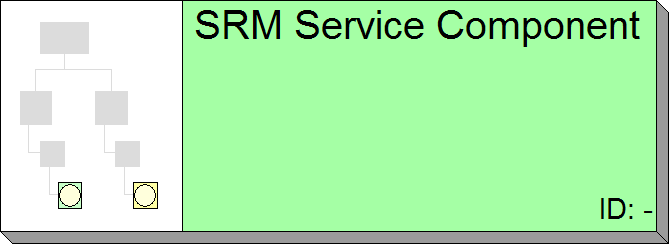 SRM Service Component
ID: -